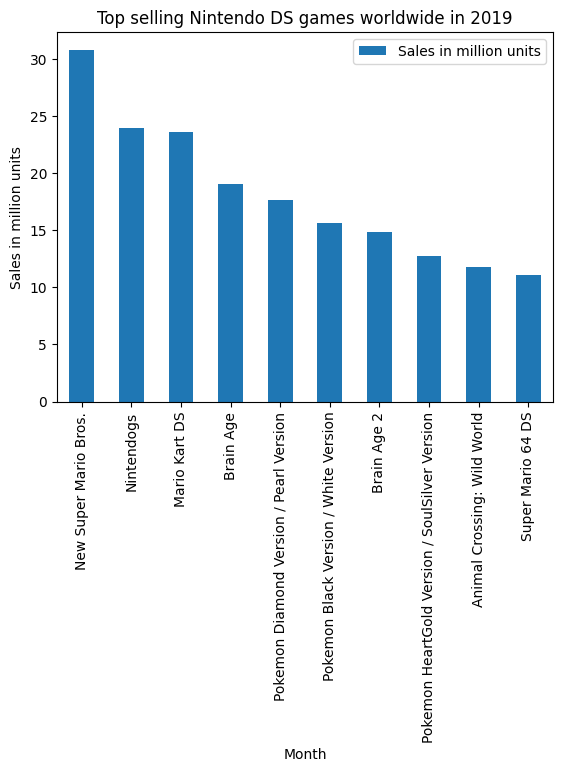 Top selling Nintendo DS games worldwide in 2019
Sales in million units
Sales in million units
30
25
20
15
10
5
0
New Super Mario Bros.
Nintendogs
Mario Kart DS
Brain Age
Pokemon Diamond Version / Pearl Version
Pokemon Black Version / White Version
Brain Age 2
Pokemon HeartGold Version / SoulSilver Version
Animal Crossing: Wild World
Super Mario 64 DS
Month